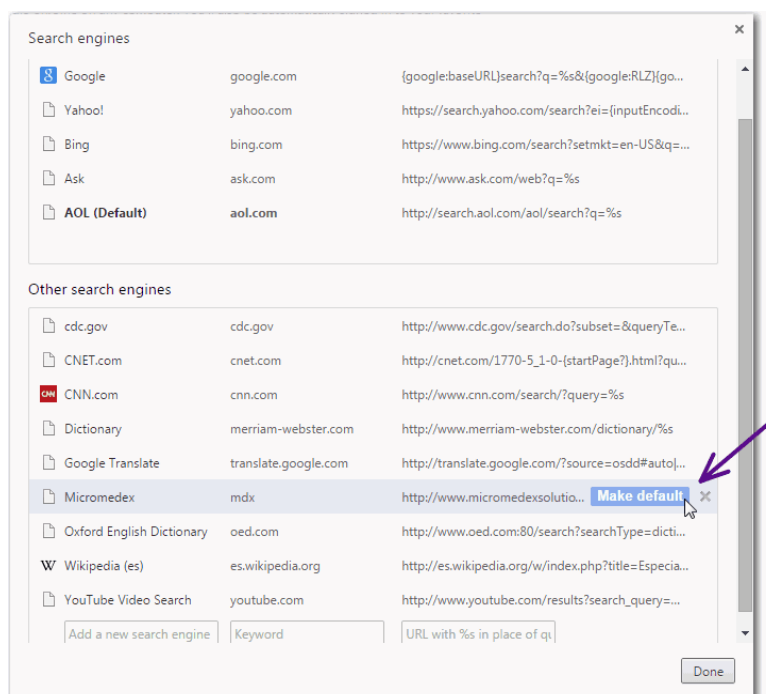 Search engines
Google google.com {google:baseURL}search?q=%s&{google:RLZ}{go...
Yahoo! yahoo.com https://search.yahoo.com/search?ei={inputEncodi...
Bing bing.com https://www.bing.com/search?setmkt=en-US&q=...
Ask ask.com http://www.ask.com/web?q=%s
AOL (Default) aol.com http://search.aol.com/aol/search?q=%s
Other search engines
cdc.gov cdc.gov http://www.cdc.gov/search.do?subset=&queryTe...
CNET.com cnet.com http://cnet.com/1770-5_1-0-{startPage?}.html?qu...
CNN CNN.com cnn.com http://www.cnn.com/search/?query=%s
Dictionary merriam-webster.com http://www.merriam-webster.com/dictionary/%s
Google Translate translate.google.com http://translate.google.com/?source=osdd#auto|...
Micromedex mdx http://www.micromedexsolutio... Make default
Oxford English Dictionary oed.com http://www.oed.com:80/search?searchType=dicti...
W Wikipedia (es) es.wikipedia.org http://es.wikipedia.org/w/index.php?title=Especia...
YouTube Video Search youtube.com http://www.youtube.com/results?search_query=...
Add a new search engine Keyword URL with %s in place of qu
Done